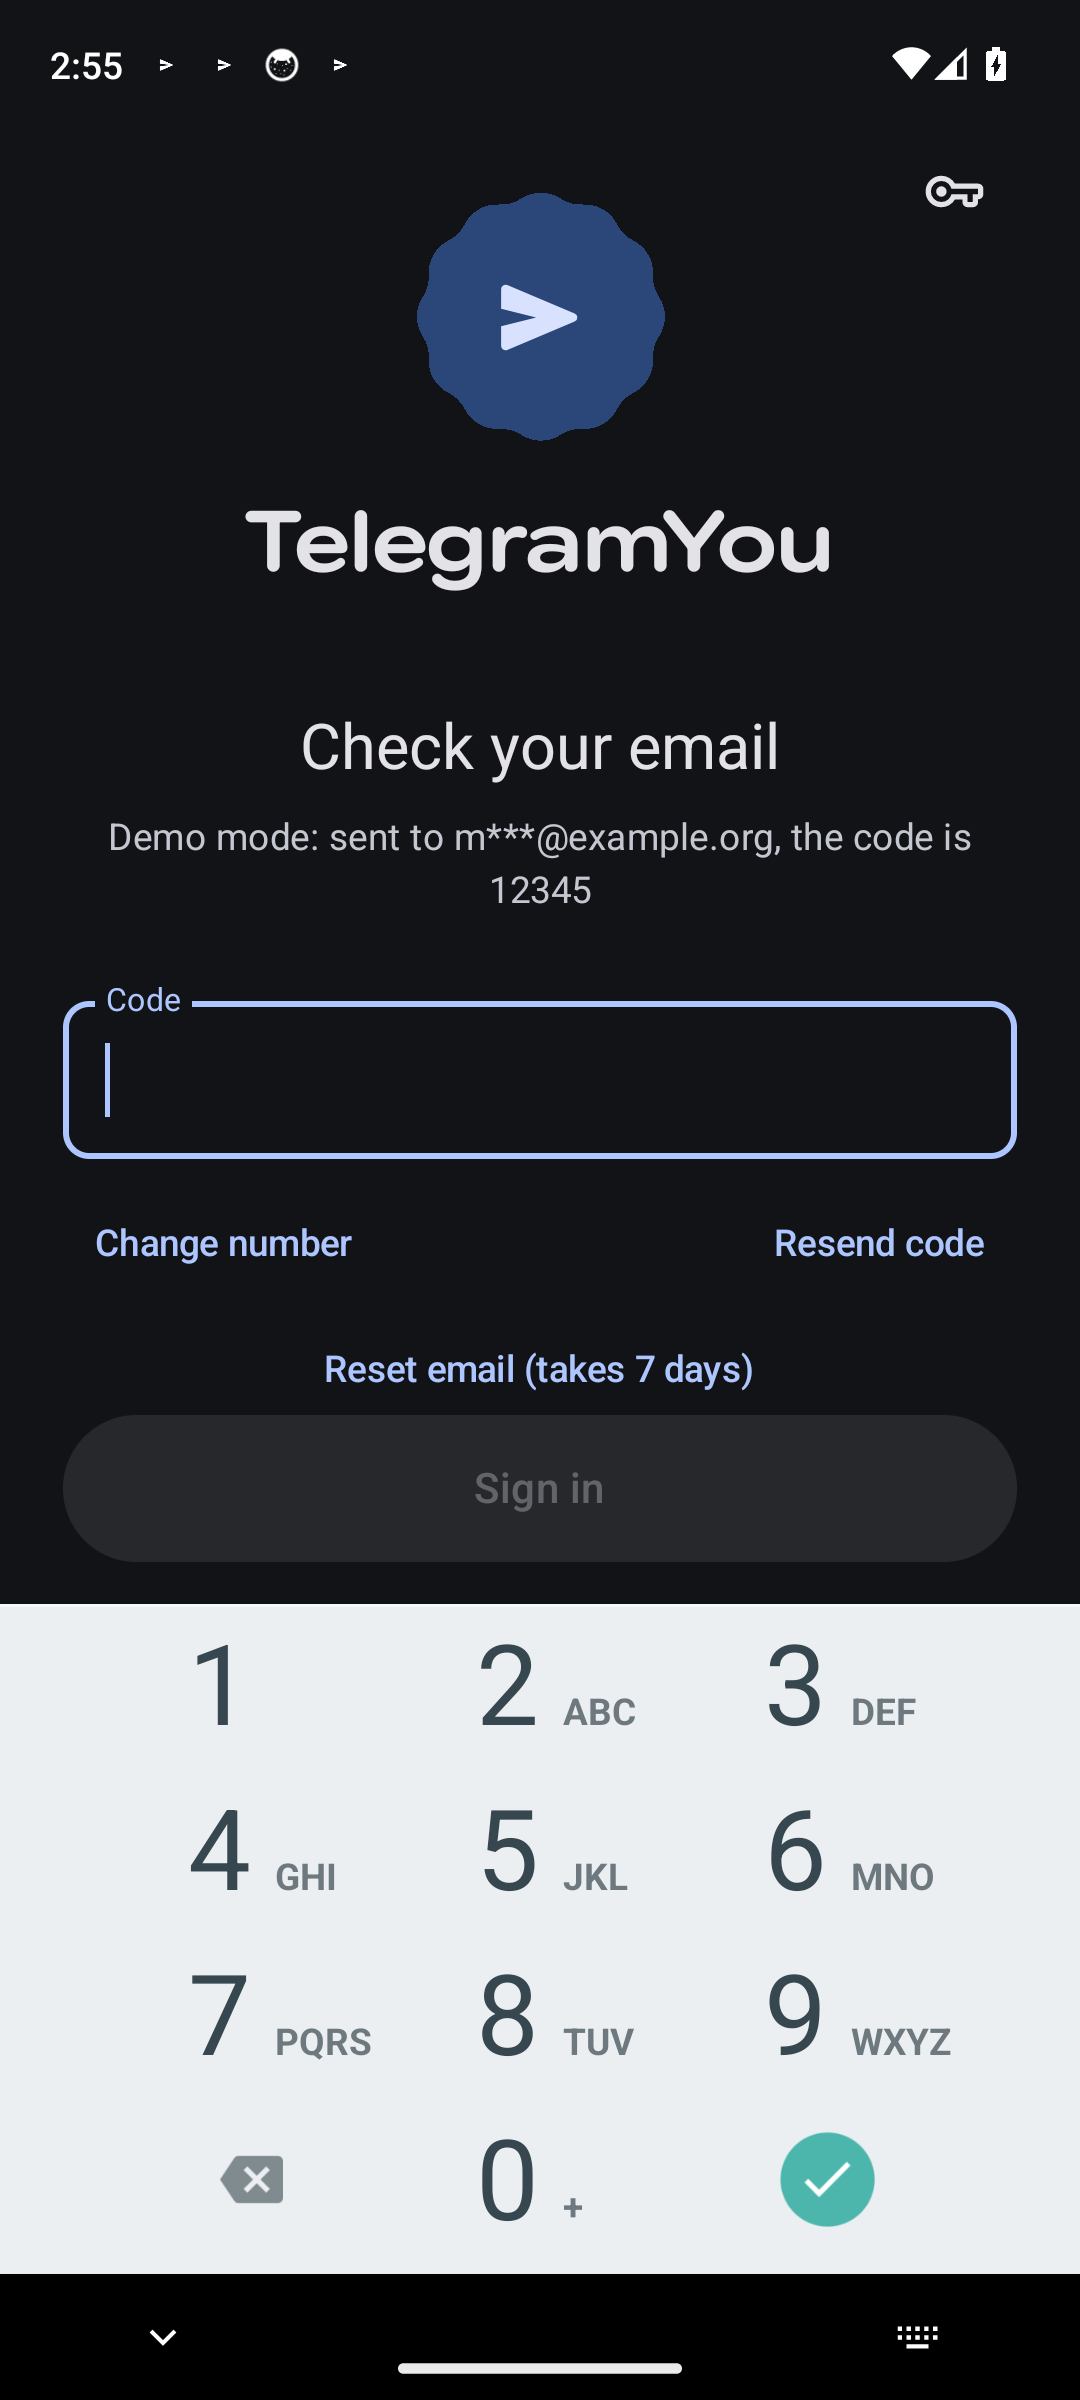 2:55
TelegramYou
Check your email
Demo mode: sent to m***@example.org, the code is
12345
Code
Change number
Resend code
Reset email (takes 7 days)
Sign in
1
2 ABC
3 DEF
4 GHI
5 JKL
6 MNO
7 PQRS
8 TUV
9 WXYZ
0 +